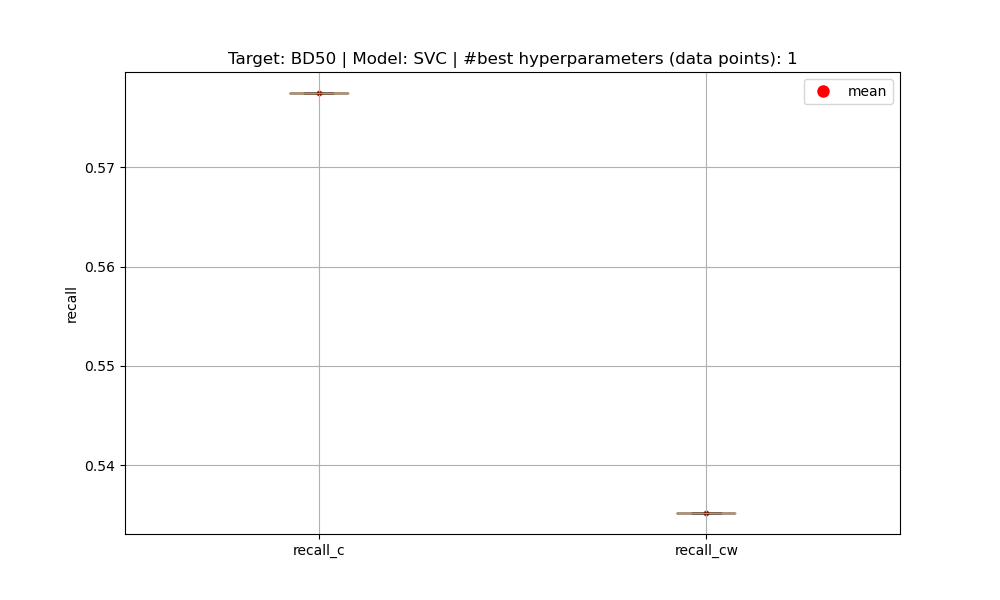 Target: BD50 | Model: SVC | #best hyperparameters (data points): 1
mean
0.57
0.56
0.55
0.54
recall
recall_c
recall_cw